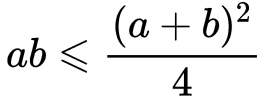 ab ⩽ (a + b)² / 4